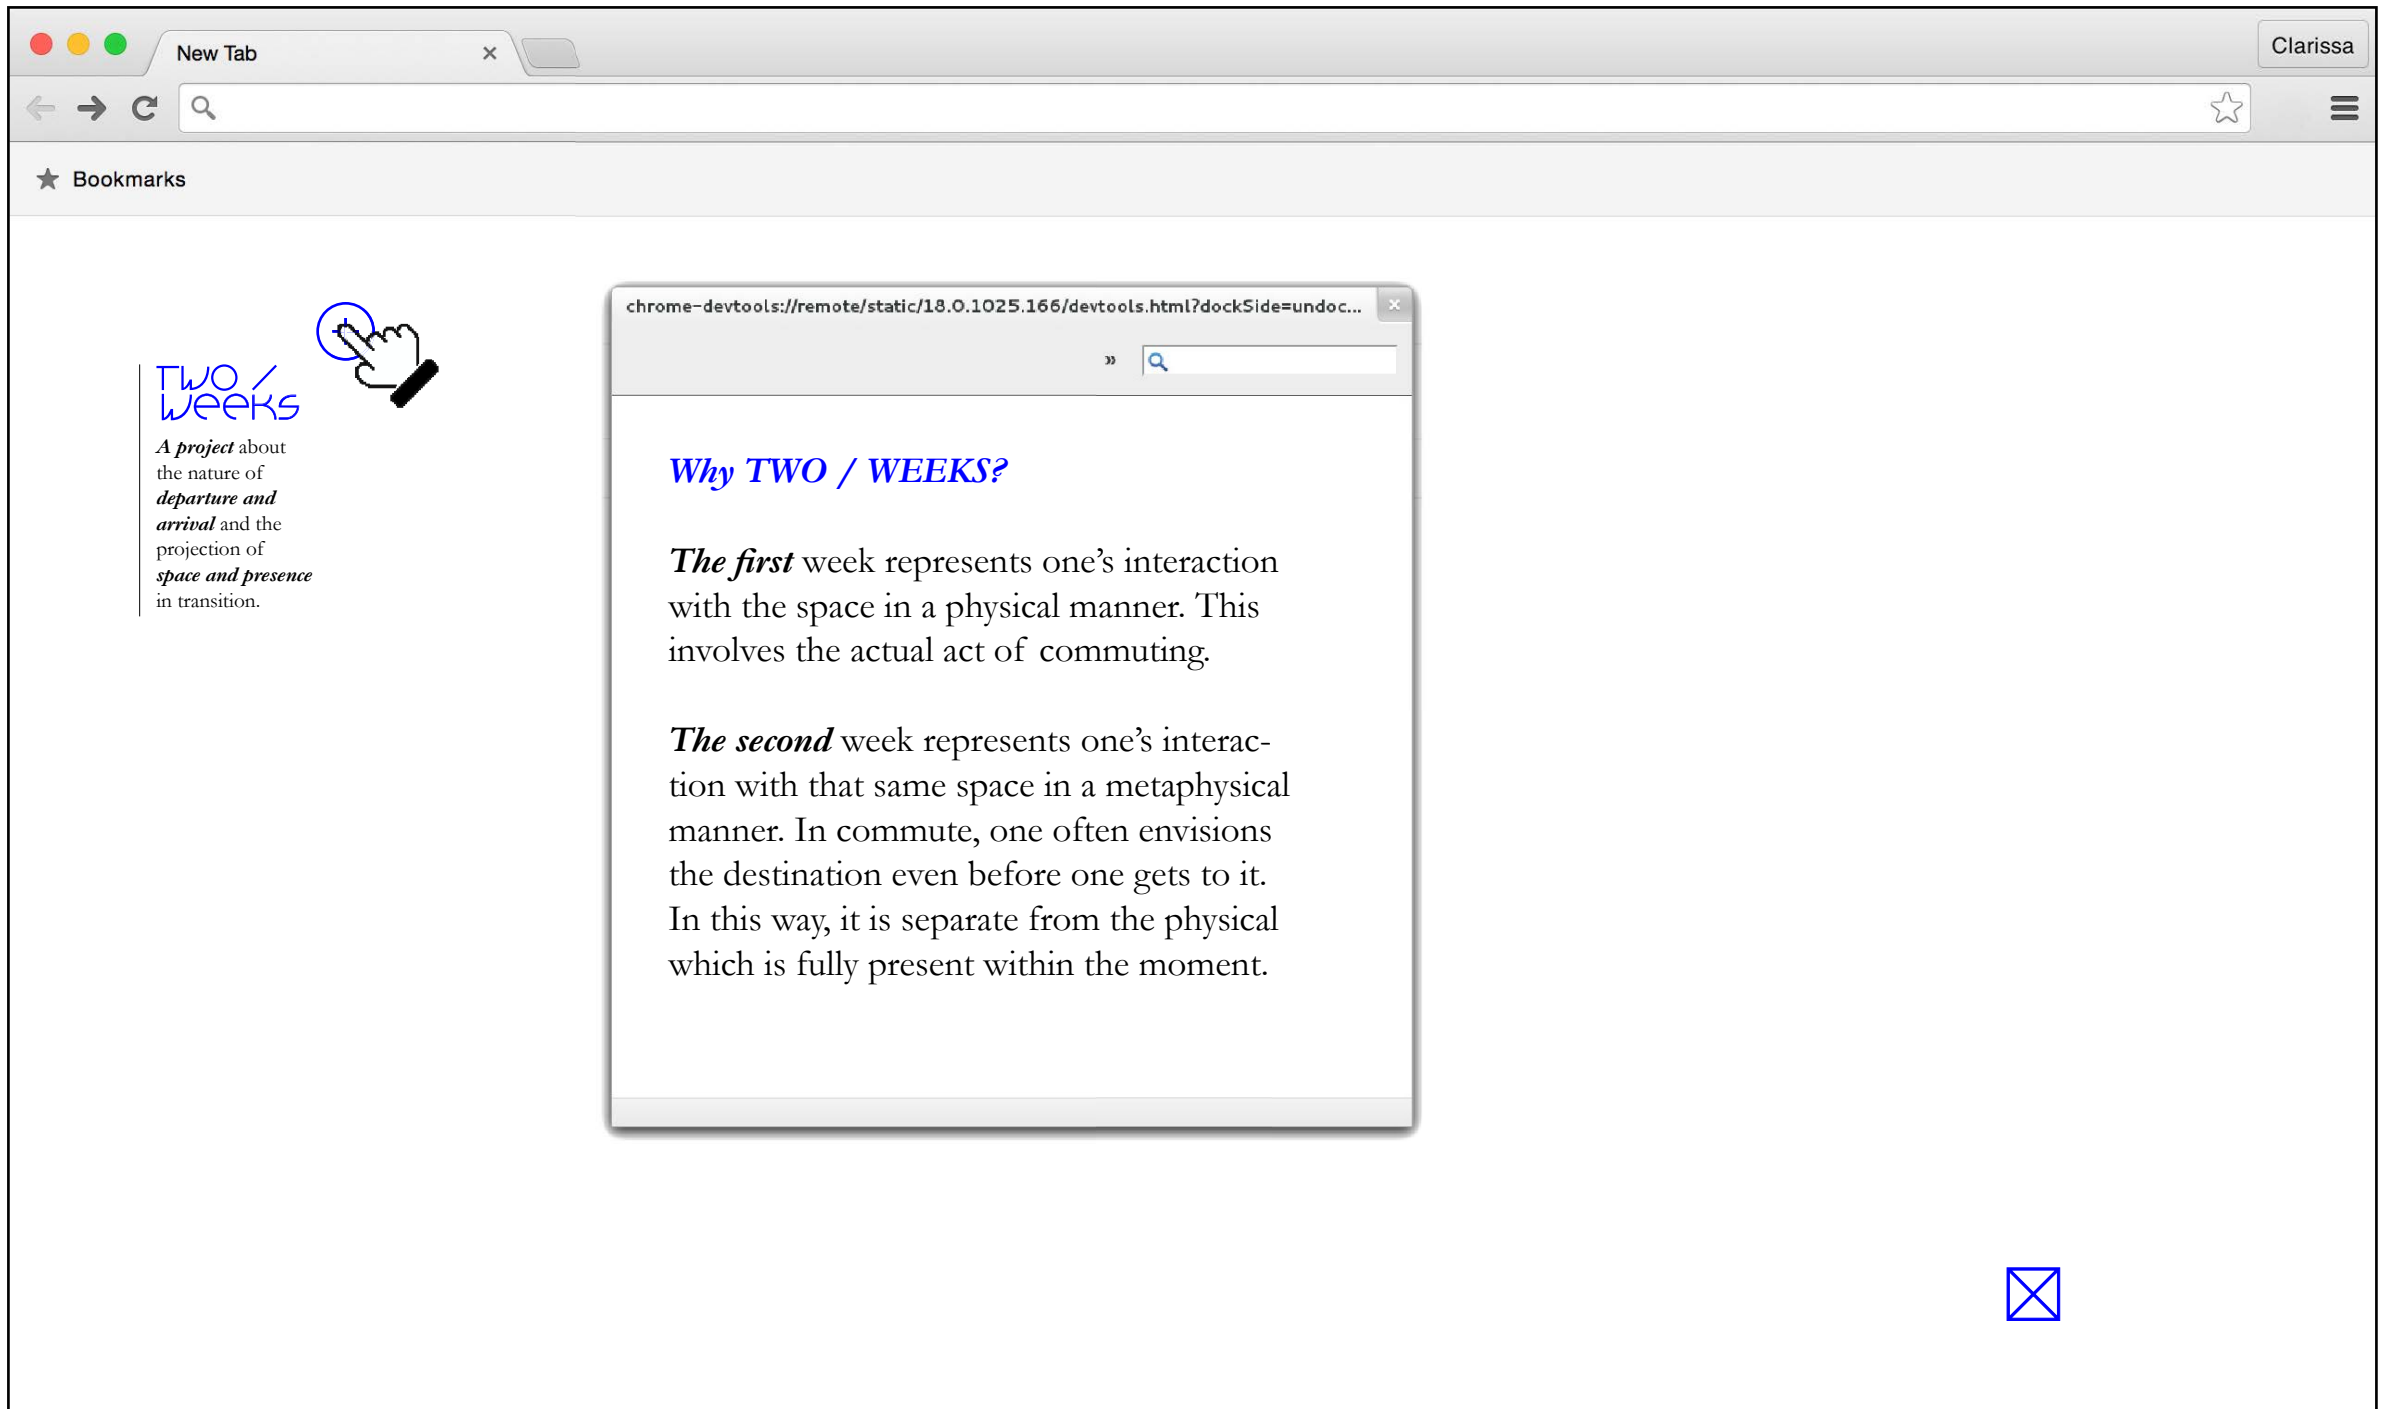 New Tab
Clarissa
Bookmarks
TWO /
WEEKS
A project about
the nature of
departure and
arrival and the
projection of
space and presence
in transition.
chrome-devtools://remote/static/18.0.1025.166/devtools.html?dockSide=undoc...
»
Why TWO / WEEKS?
The first week represents one’s interaction
with the space in a physical manner. This
involves the actual act of commuting.
The second week represents one’s interac-
tion with that same space in a metaphysical
manner. In commute, one often envisions
the destination even before one gets to it.
In this way, it is separate from the physical
which is fully present within the moment.